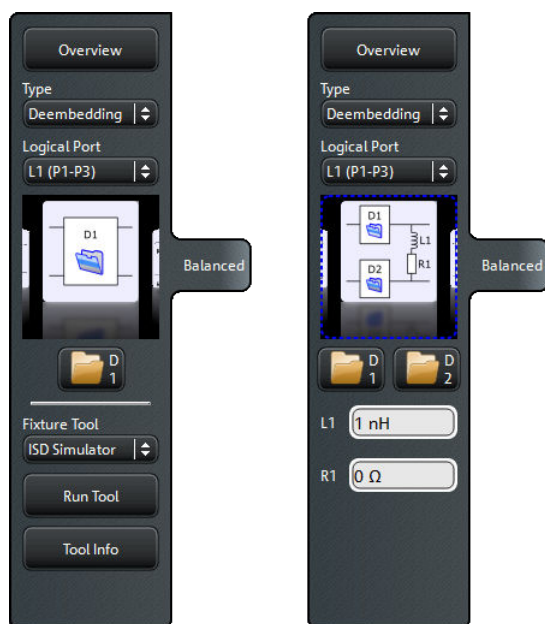 Overview
Type
Deembedding
Logical Port
L1 (P1-P3)
D1
Balanced
D
1
Fixture Tool
ISD Simulator
Run Tool
Tool Info
Overview
Type
Deembedding
Logical Port
L1 (P1-P3)
D1
L1
R1
D2
Balanced
D
1
D
2
L1 1 nH
R1 0 Ω